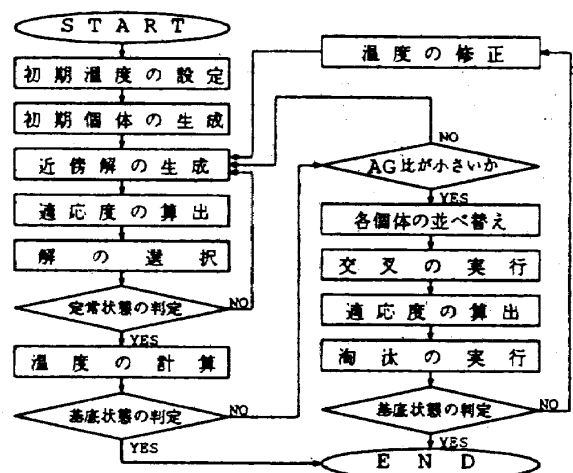 START
初期温度の設定
初期個体の生成
近傍解の生成
適応度の算出
解の選択
定常状態の判定
NO
YES
温度の計算
基底状態の判定
NO
YES
温度の修正
NO
AG比が小さいか
YES
各個体の並べ替え
交叉の実行
適応度の算出
淘汰の実行
基底状態の判定
NO
YES
END